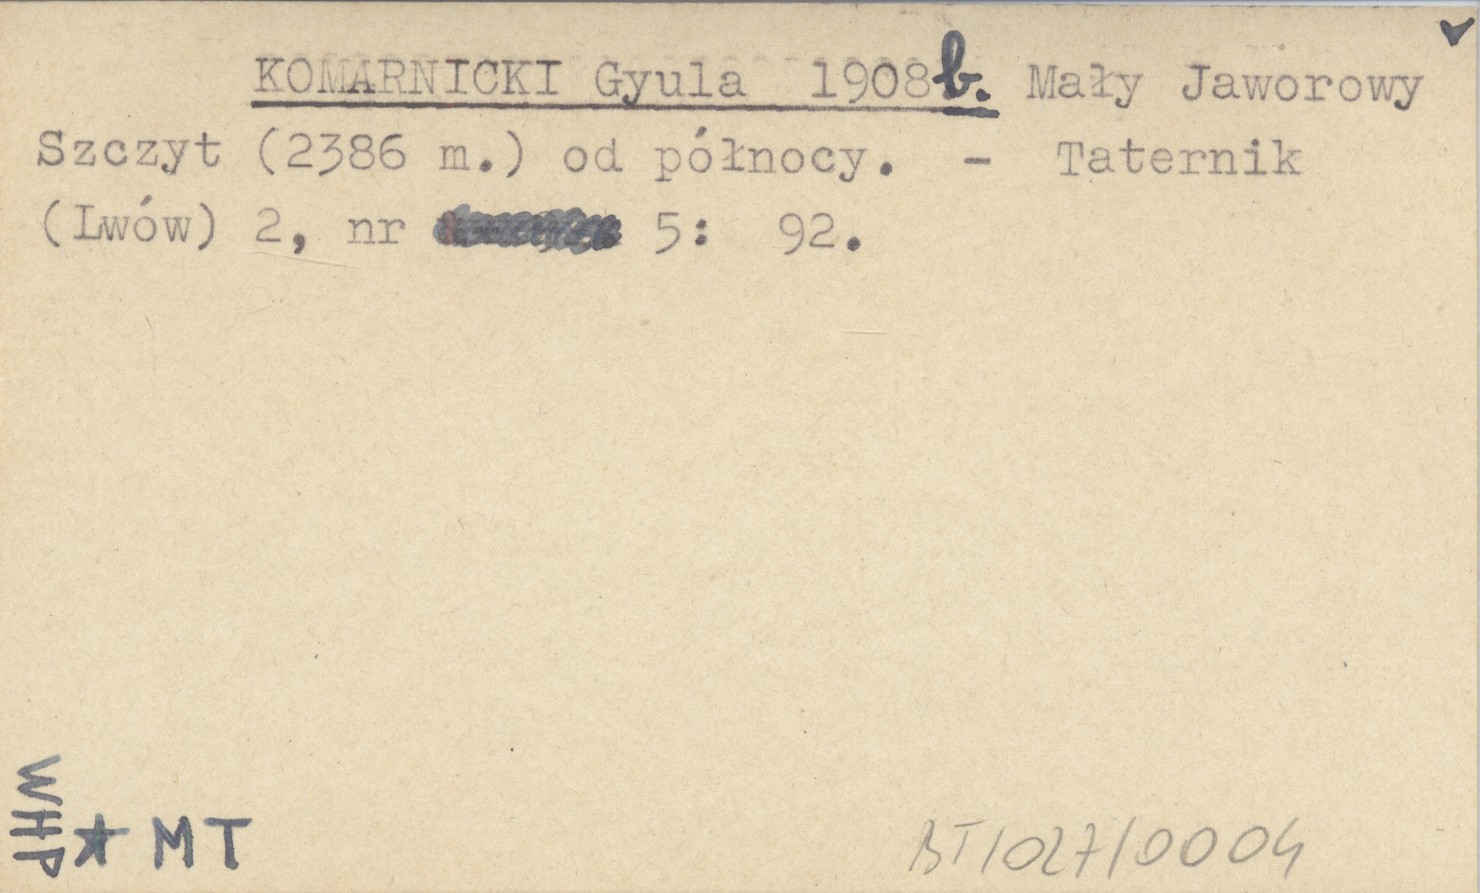 KOMARNICKI Gyula 1908b. Mały Jaworowy
Szczyt (2386 m.) od północy. - Taternik
(Lwów) 2, nr 5: 92.
WHP
★ MT
BT/027/0004